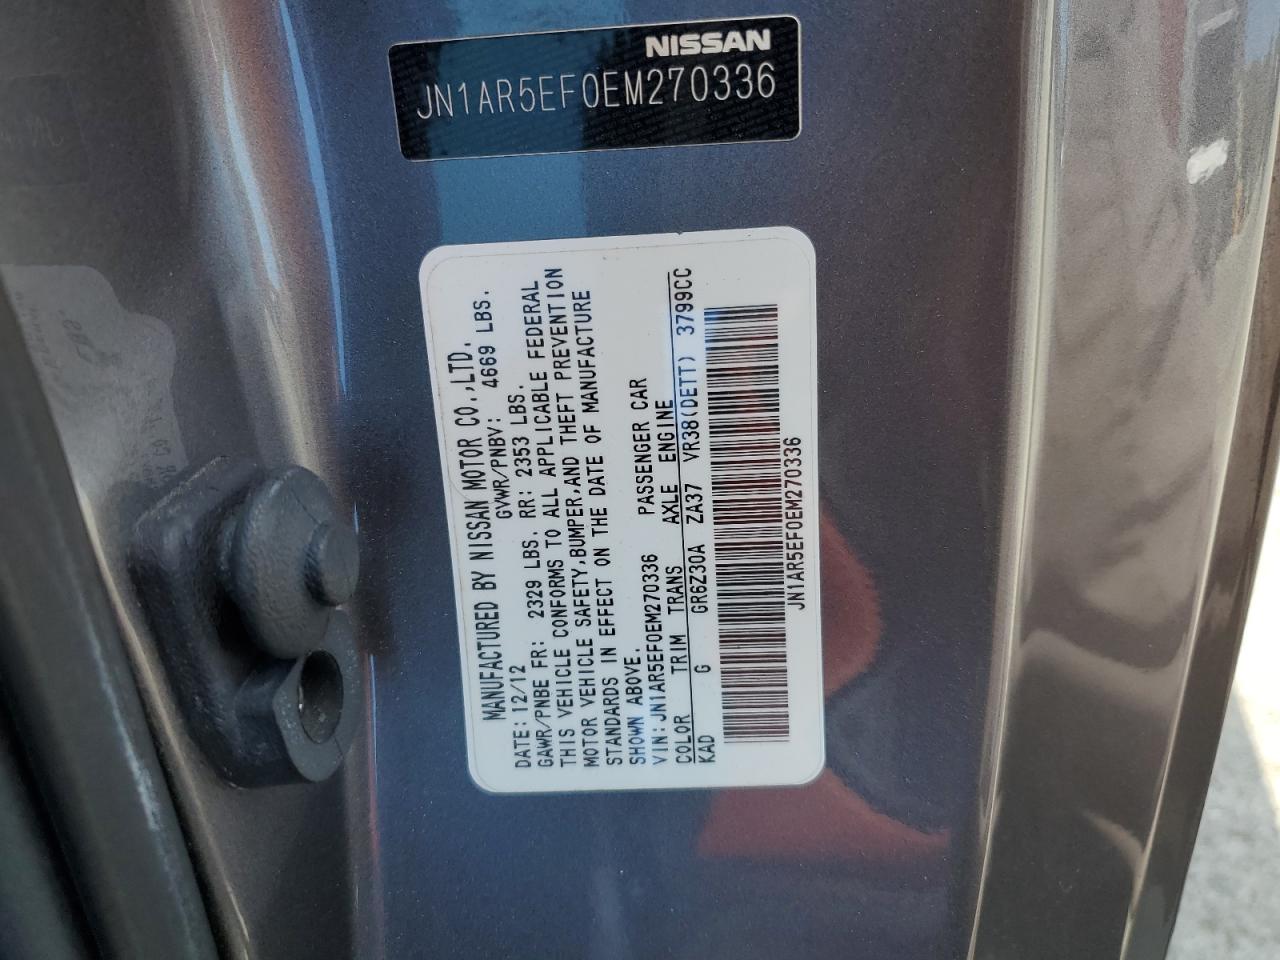 NISSAN
JN1AR5EF0EM270336
MANUFACTURED BY NISSAN MOTOR CO.,LTD.
DATE:12/12 GVWR/PNBV: 4669 LBS.
GAWR/PNBE FR: 2329 LBS. RR: 2353 LBS.
THIS VEHICLE CONFORMS TO ALL APPLICABLE FEDERAL
MOTOR VEHICLE SAFETY,BUMPER,AND THEFT PREVENTION
STANDARDS IN EFFECT ON THE DATE OF MANUFACTURE
SHOWN ABOVE.
VIN:JN1AR5EF0EM270336 PASSENGER CAR
COLOR TRIM TRANS AXLE ENGINE
KAD G GR6Z30A ZA37 VR38(DETT) 3799CC
JN1AR5EF0EM270336